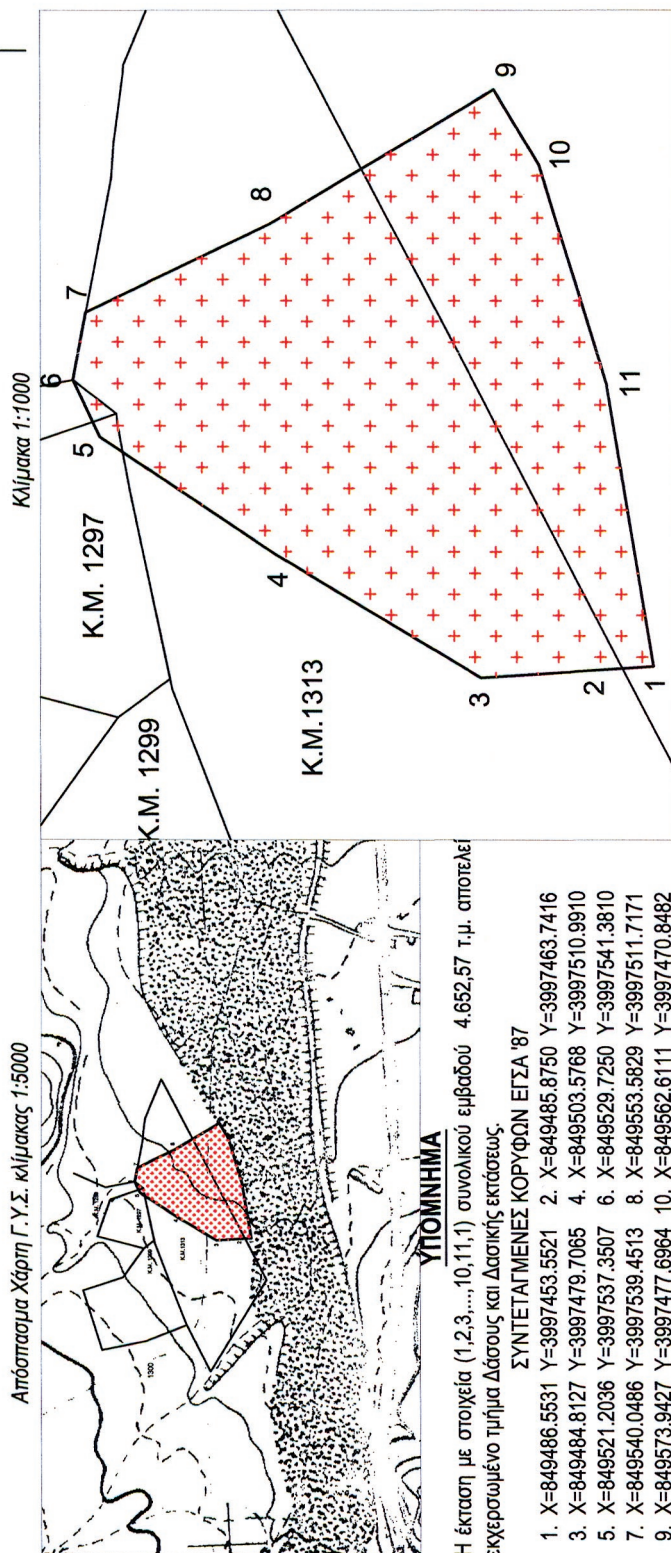 Απόσπασμα Χάρτη Γ.Υ.Σ. κλίμακας 1:5000
Κλίμακα 1:1000
1300
Κ.Μ. 1299
Κ.Μ. 1297
Κ.Μ.1313
1
2
3
4
5
6
7
8
9
10
11
ΥΠΟΜΝΗΜΑ
Η έκταση με στοιχεία (1,2,3,...,10,11,1) συνολικού εμβαδού 4.652,57 τ.μ. αποτελεί
εκχερσωμένο τμήμα Δάσους και Δασικής εκτάσεως.
ΣΥΝΤΕΤΑΓΜΕΝΕΣ ΚΟΡΥΦΩΝ ΕΓΣΑ '87
1. X=849486.5531 Y=3997453.5521 2. X=849485.8750 Y=3997463.7416
3. X=849484.8127 Y=3997479.7065 4. X=849503.5768 Y=3997510.9910
5. X=849521.2036 Y=3997537.3507 6. X=849529.7250 Y=3997541.3810
7. X=849540.0486 Y=3997539.4513 8. X=849553.5829 Y=3997511.7171
9. X=849573.9427 Y=3997477.6964 10. X=849562.6111 Y=3997470.8482